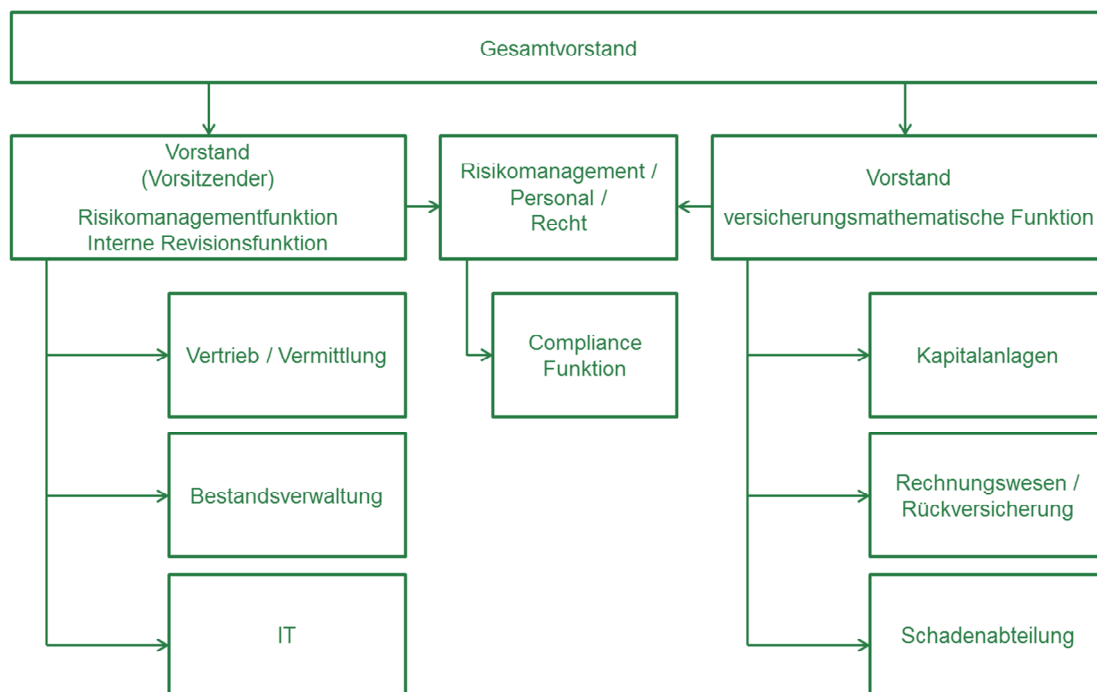 Gesamtvorstand
Vorstand
(Vorsitzender)
Risikomanagementfunktion
Interne Revisionsfunktion
Risikomanagement /
Personal /
Recht
Vorstand
versicherungsmathematische Funktion
Vertrieb / Vermittlung
Compliance
Funktion
Kapitalanlagen
Bestandsverwaltung
Rechnungswesen /
Rückversicherung
IT
Schadenabteilung